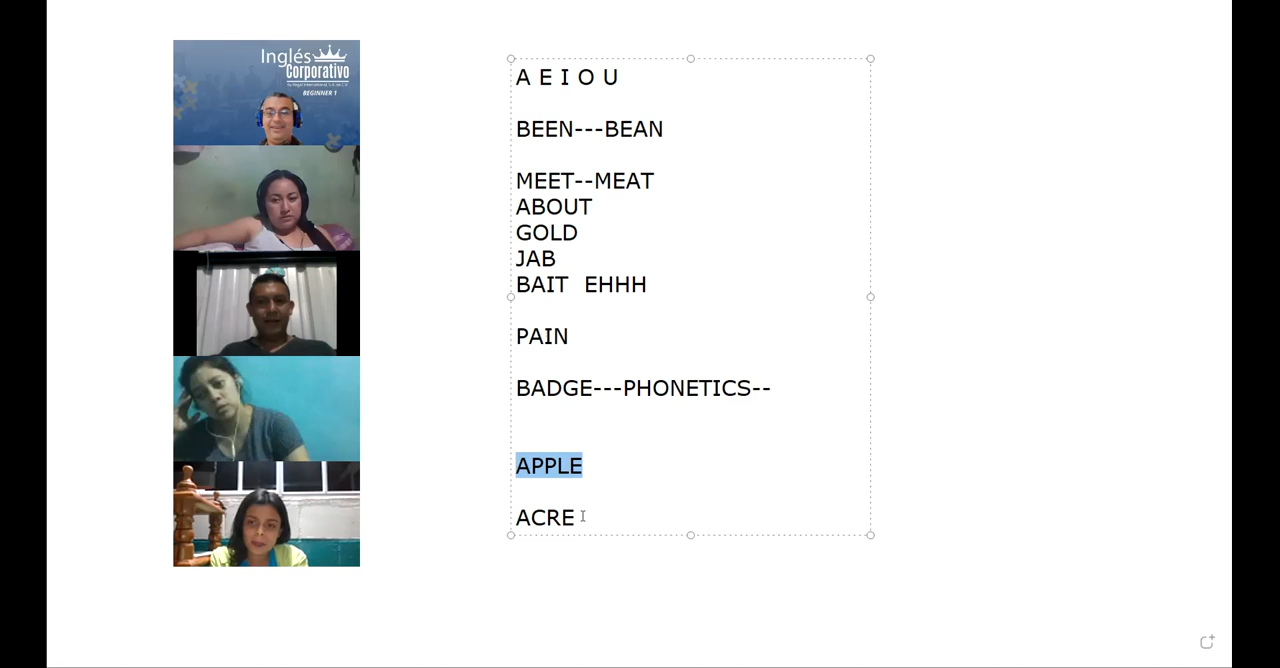 Inglés
Corporativo
BEGINNER 1
A E I O U
BEEN---BEAN
MEET--MEAT
ABOUT
GOLD
JAB
BAIT EHHH
PAIN
BADGE---PHONETICS--
APPLE
ACRE